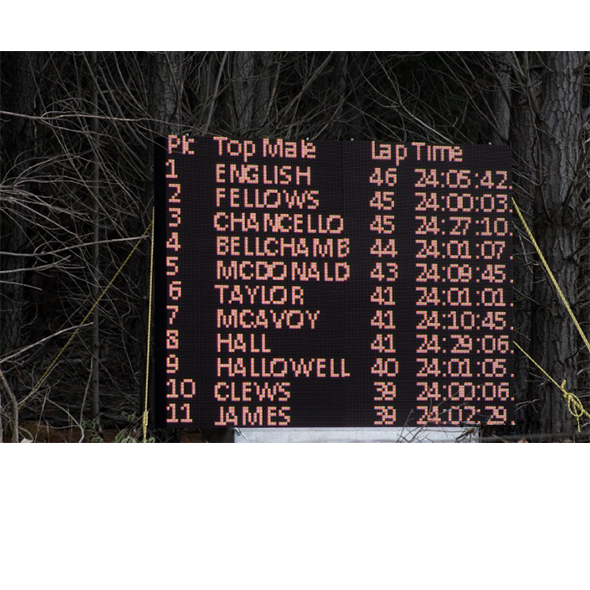 Plc Top Male Lap Time
1 ENGLISH 46 24:05:42.
2 FELLOWS 45 24:00:03.
3 CHANCELLO 45 24:27:10.
4 BELLCHAMB 44 24:01:07.
5 MCDONALD 43 24:09:45.
6 TAYLOR 41 24:01:01.
7 MCAVOY 41 24:10:45.
8 HALL 41 24:29:06.
9 HALLOWELL 40 24:01:05.
10 CLEWS 39 24:00:06.
11 JAMES 39 24:02:29.